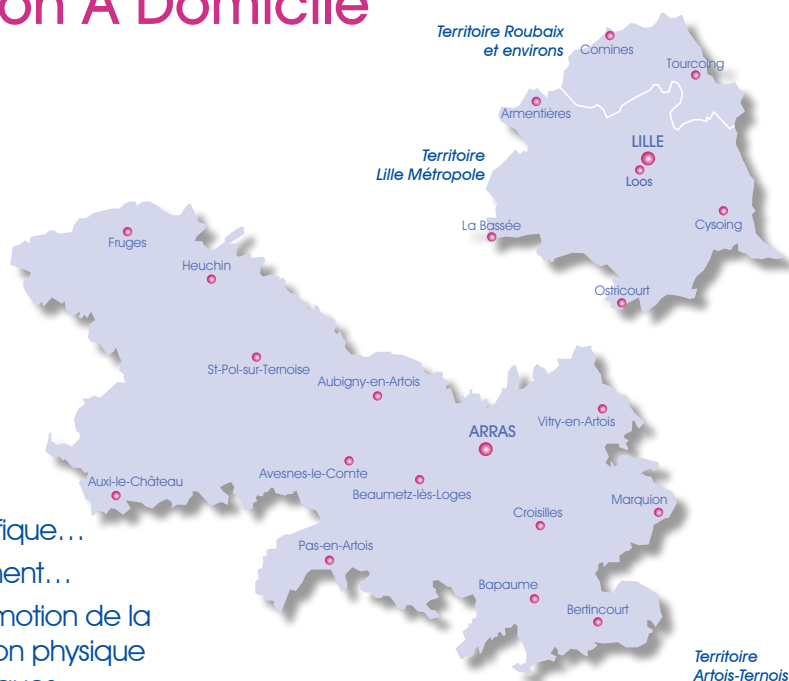 on A Domicile
Territoire Roubaix
et environs
Comines
Tourcoing
Armentières
LILLE
Territoire
Lille Métropole
Loos
La Bassée
Cysoing
Fruges
Heuchin
Ostricourt
St-Pol-sur-Ternoise
Aubigny-en-Artois
Vitry-en-Artois
ARRAS
Auxi-le-Château
Avesnes-le-Comte
Beaumetz-lès-Loges
Marquion
Croisilles
Pas-en-Artois
Bapaume
Bertincourt
fique…
ment…
motion de la
on physique
Territoire
Artois-Ternois